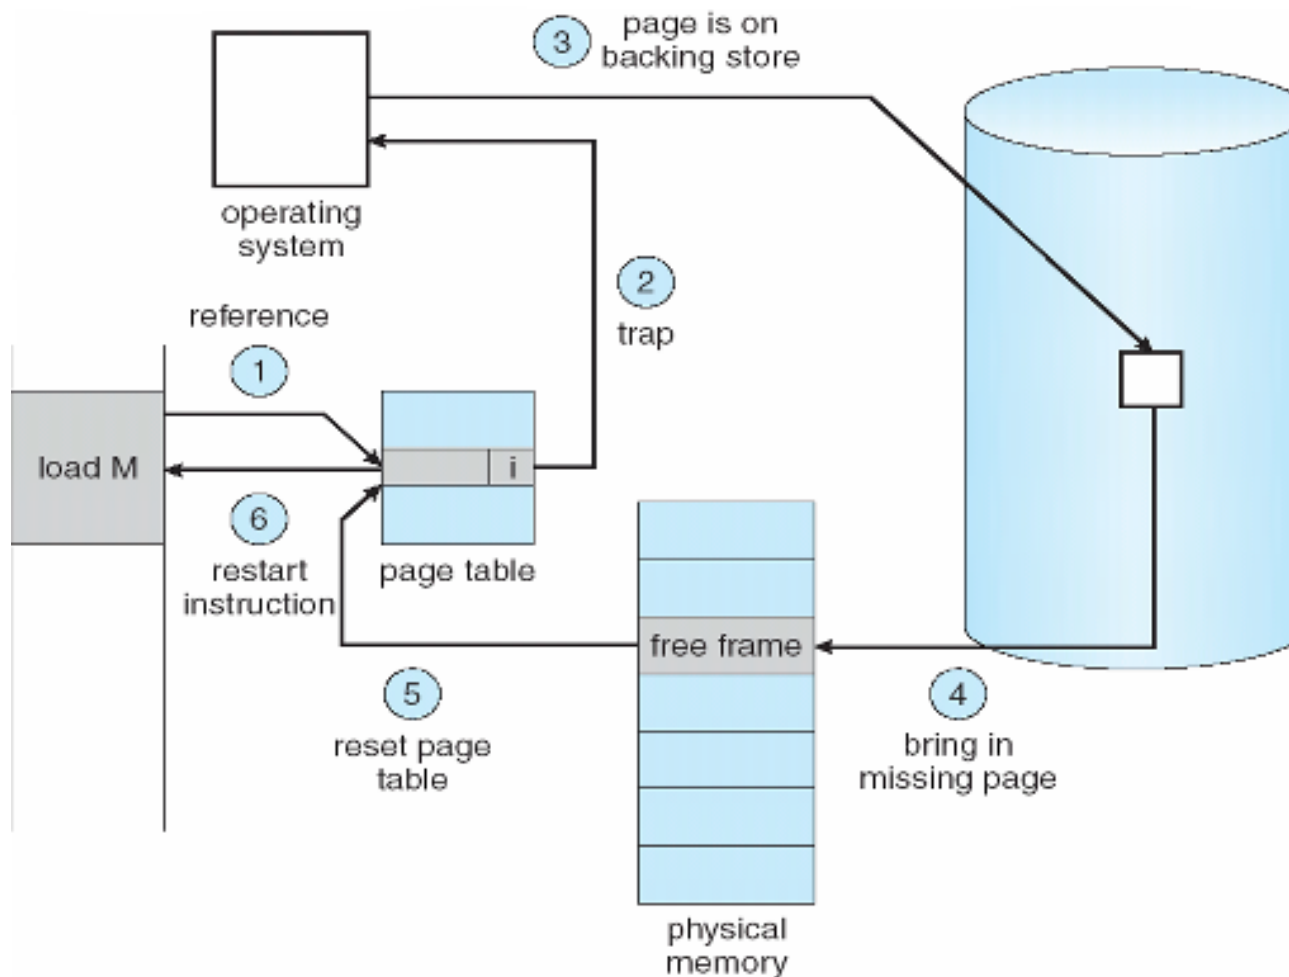 3
page is on
backing store
operating
system
2
trap
reference
1
load M
i
6
restart
instruction
page table
free frame
5
reset page
table
4
bring in
missing page
physical
memory